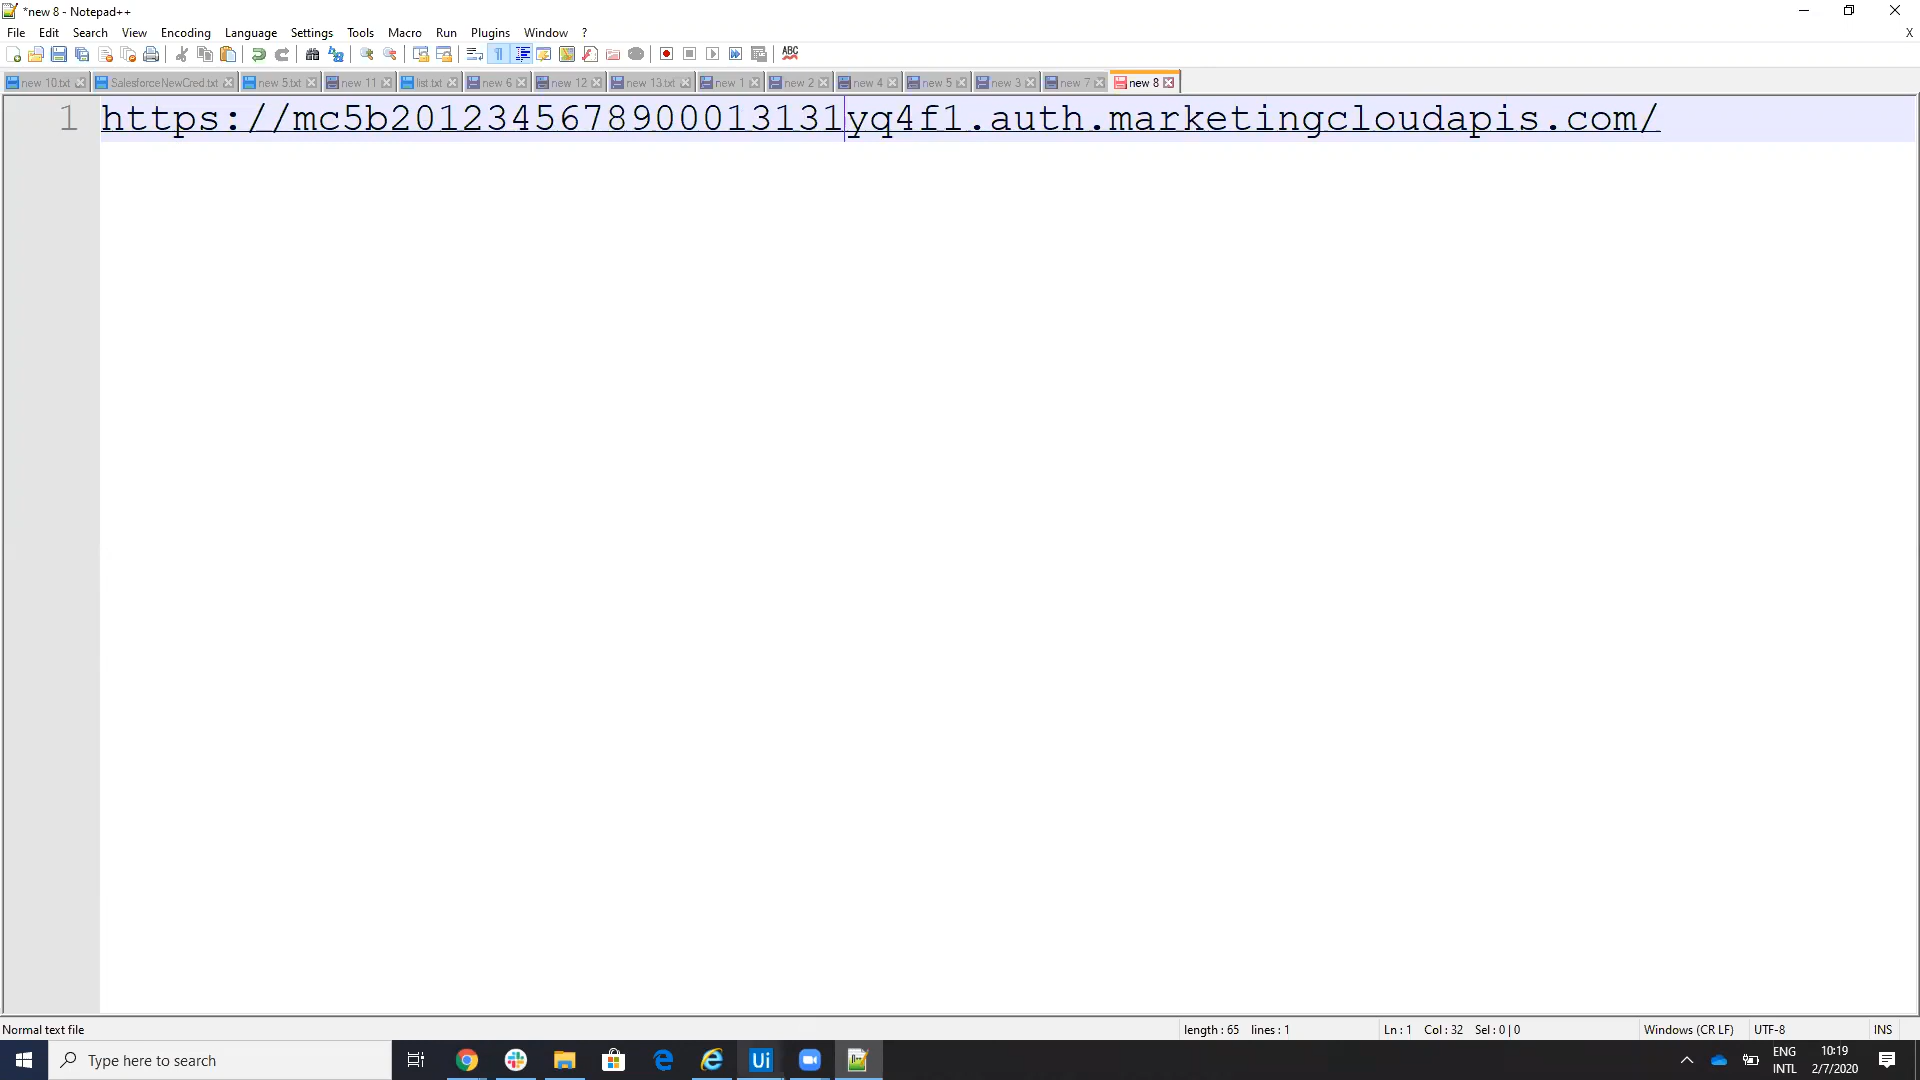 *new 8 - Notepad++
File Edit Search View Encoding Language Settings Tools Macro Run Plugins Window ? X
ABC
new 10.txt SalesforceNewCred.txt new 5.txt new 11 list.txt new 6 new 12 new 13.txt new 1 new 2 new 4 new 5 new 3 new 7 new 8
1 https://mc5b2012345678900013131yq4f1.auth.marketingcloudapis.com/
Normal text file length : 65 lines : 1 Ln : 1 Col : 32 Sel : 0 | 0 Windows (CR LF) UTF-8 INS
Type here to search Ui ENG 10:19
INTL 2/7/2020